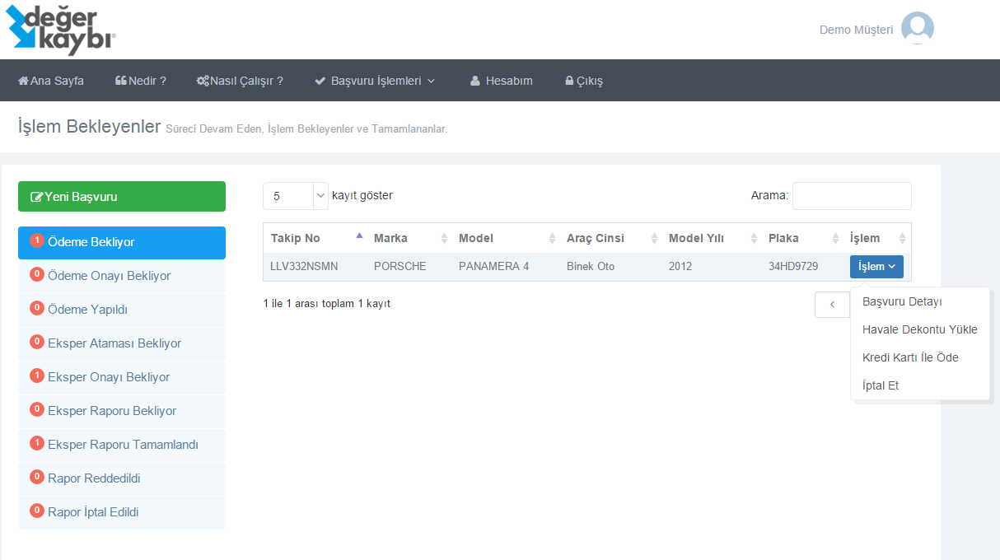 değer
kaybı®
Demo Müşteri
Ana Sayfa Nedir ? Nasıl Çalışır ? Başvuru İşlemleri Hesabım Çıkış
İşlem Bekleyenler Süreci Devam Eden, İşlem Bekleyenler ve Tamamlananlar.
Yeni Başvuru
1 Ödeme Bekliyor
0 Ödeme Onayı Bekliyor
0 Ödeme Yapıldı
0 Eksper Ataması Bekliyor
1 Eksper Onayı Bekliyor
0 Eksper Raporu Bekliyor
1 Eksper Raporu Tamamlandı
0 Rapor Reddedildi
0 Rapor İptal Edildi
5 kayıt göster Arama:
Takip No Marka Model Araç Cinsi Model Yılı Plaka İşlem
LLV332NSMN PORSCHE PANAMERA 4 Binek Oto 2012 34HD9729 İşlem
1 ile 1 arası toplam 1 kayıt
Başvuru Detayı
Havale Dekontu Yükle
Kredi Kartı İle Öde
İptal Et